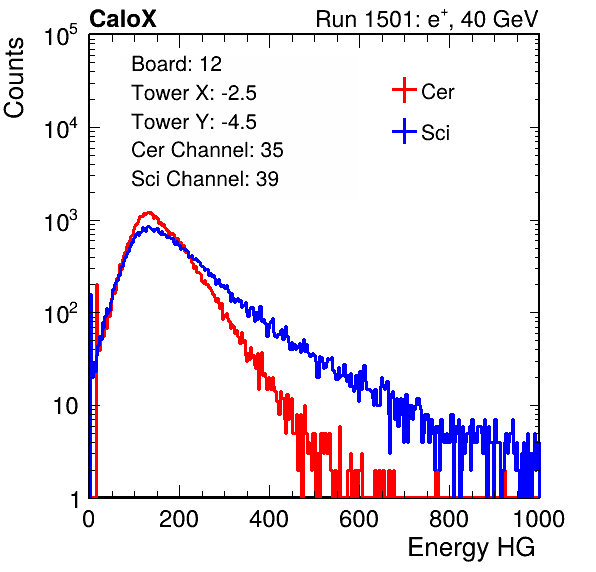 CaloX Run 1501: e⁺, 40 GeV
Counts
10⁵
10⁴
10³
10²
10
1
Board: 12
Tower X: -2.5
Tower Y: -4.5
Cer Channel: 35
Sci Channel: 39
Cer
Sci
0 200 400 600 800 1000
Energy HG